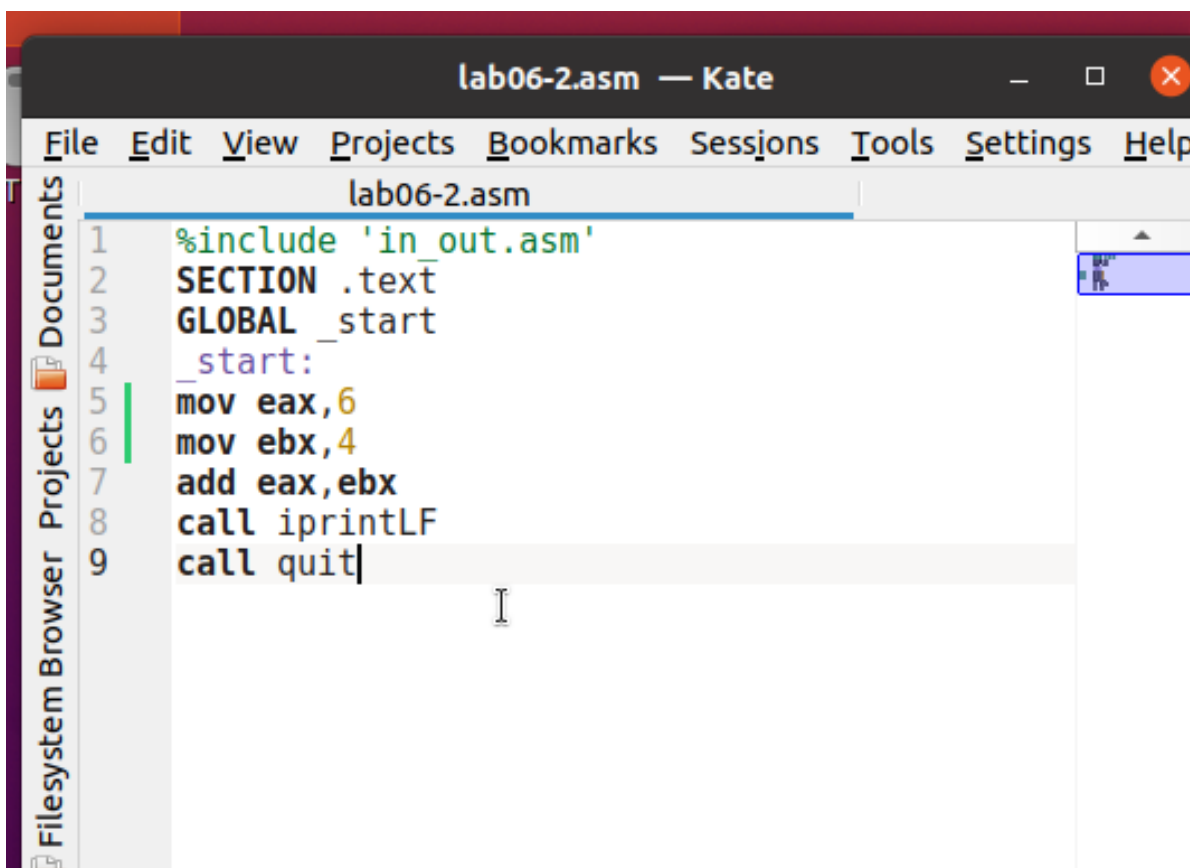 lab06-2.asm — Kate
File Edit View Projects Bookmarks Sessions Tools Settings Help
T
Documents
Projects
Filesystem Browser
lab06-2.asm
1 %include 'in_out.asm'
2 SECTION .text
3 GLOBAL _start
4 _start:
5 mov eax,6
6 mov ebx,4
7 add eax,ebx
8 call iprintLF
9 call quit